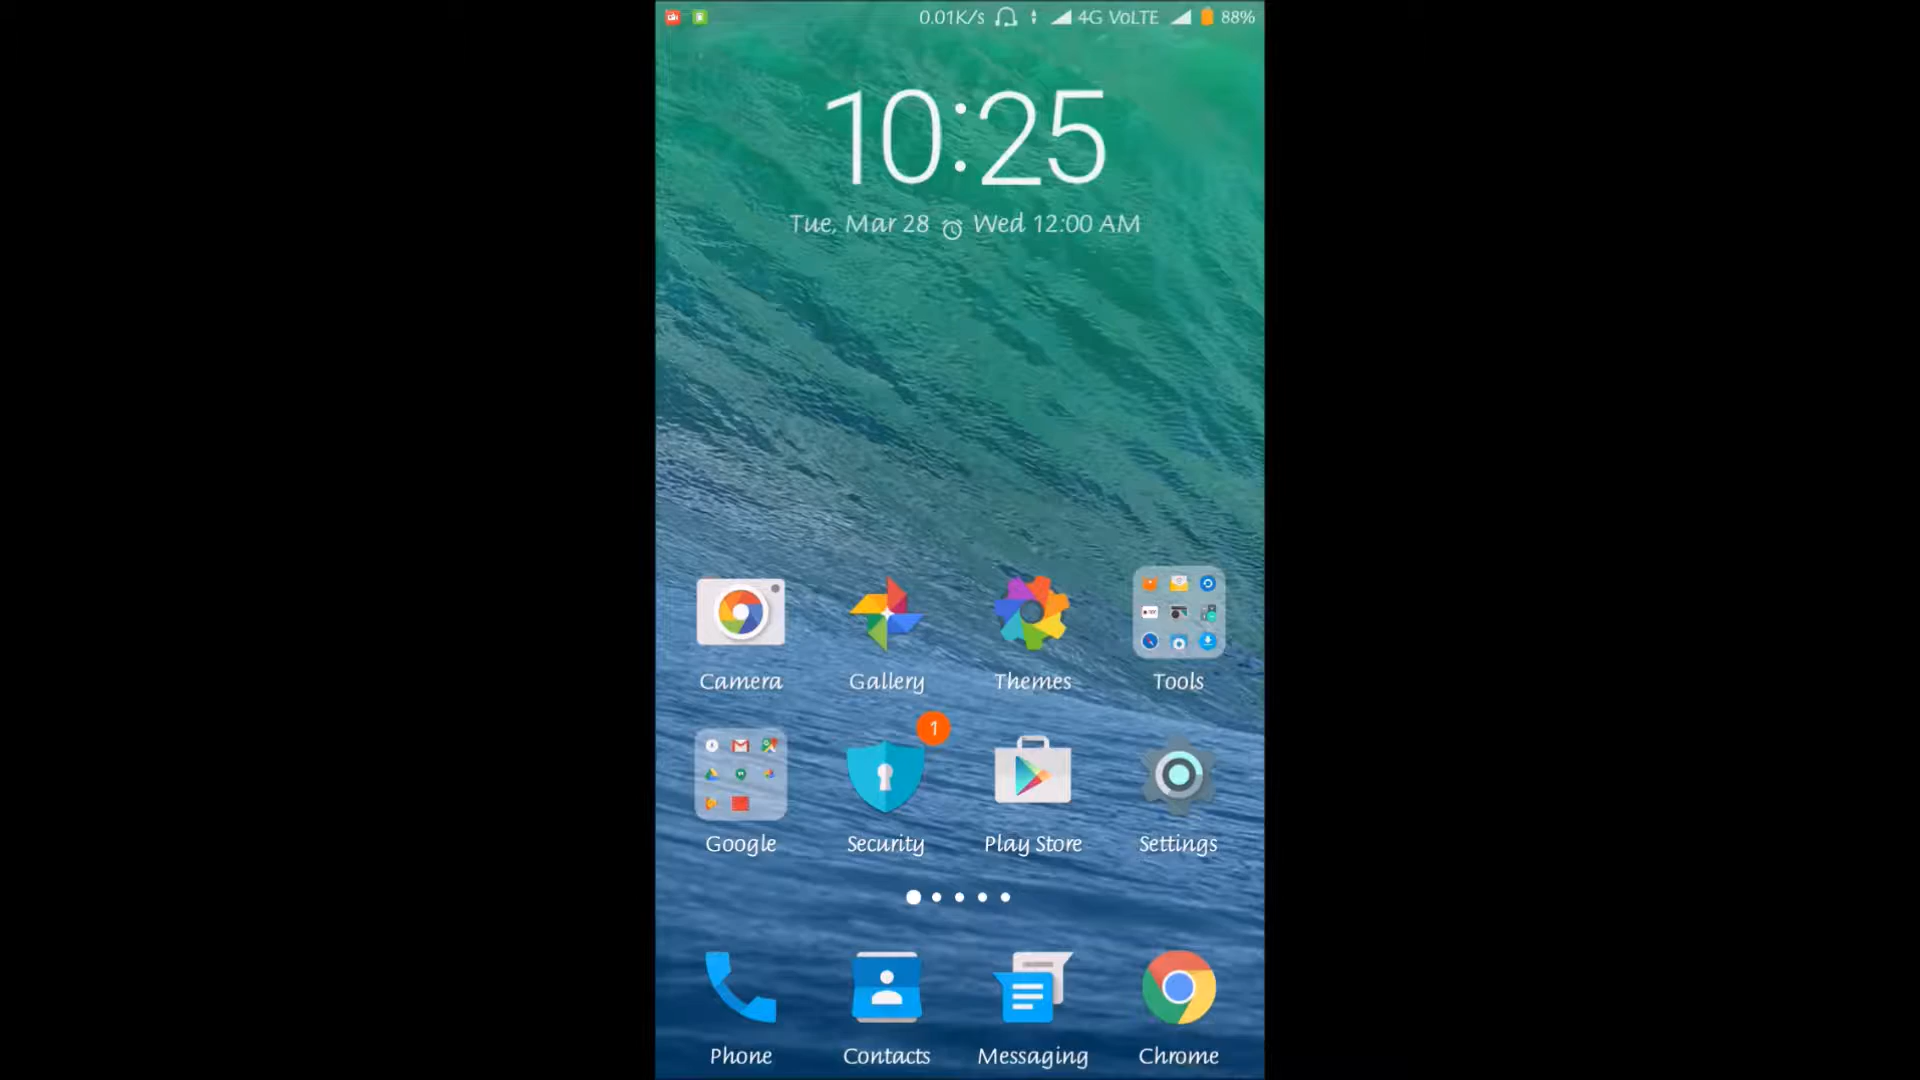 0.01K/s 4G VoLTE 88%
10:25
Tue, Mar 28 Wed 12:00 AM
Camera Gallery Themes Tools
1
Google Security Play Store Settings
Phone Contacts Messaging Chrome